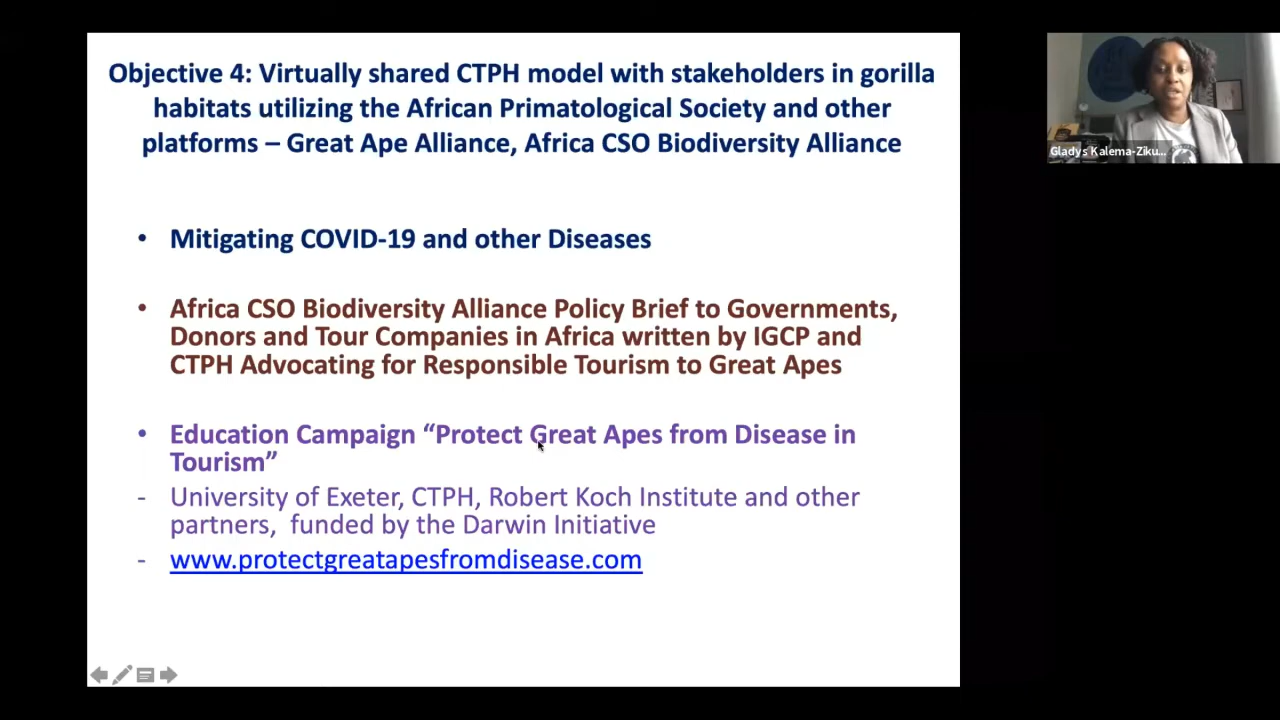 Objective 4: Virtually shared CTPH model with stakeholders in gorilla
habitats utilizing the African Primatological Society and other
platforms – Great Ape Alliance, Africa CSO Biodiversity Alliance
• Mitigating COVID-19 and other Diseases
• Africa CSO Biodiversity Alliance Policy Brief to Governments,
Donors and Tour Companies in Africa written by IGCP and
CTPH Advocating for Responsible Tourism to Great Apes
• Education Campaign “Protect Great Apes from Disease in
Tourism”
- University of Exeter, CTPH, Robert Koch Institute and other
partners, funded by the Darwin Initiative
- www.protectgreatapesfromdisease.com
Gladys Kalema-Ziku...